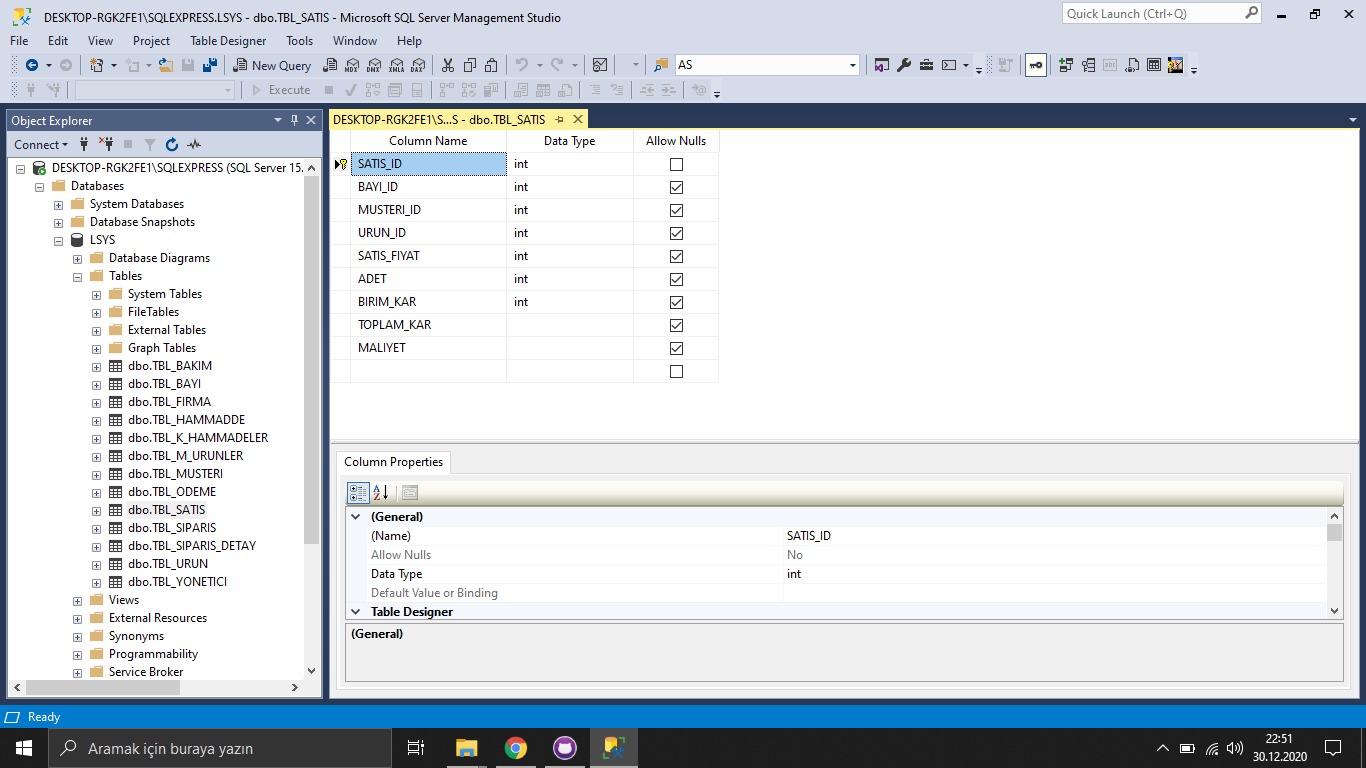 DESKTOP-RGK2FE1\SQLEXPRESS.LSYS - dbo.TBL_SATIS - Microsoft SQL Server Management Studio
Quick Launch (Ctrl+Q)
File Edit View Project Table Designer Tools Window Help
New Query MDX DMX XMLA DAX AS
Execute
Object Explorer
Connect
DESKTOP-RGK2FE1\SQLEXPRESS (SQL Server 15.
Databases
System Databases
Database Snapshots
LSYS
Database Diagrams
Tables
System Tables
FileTables
External Tables
Graph Tables
dbo.TBL_BAKIM
dbo.TBL_BAYI
dbo.TBL_FIRMA
dbo.TBL_HAMMADDE
dbo.TBL_K_HAMMADELER
dbo.TBL_M_URUNLER
dbo.TBL_MUSTERI
dbo.TBL_ODEME
dbo.TBL_SATIS
dbo.TBL_SIPARIS
dbo.TBL_SIPARIS_DETAY
dbo.TBL_URUN
dbo.TBL_YONETICI
Views
External Resources
Synonyms
Programmability
Service Broker
DESKTOP-RGK2FE1\S...S - dbo.TBL_SATIS
Column Name Data Type Allow Nulls
SATIS_ID int
BAYI_ID int
MUSTERI_ID int
URUN_ID int
SATIS_FIYAT int
ADET int
BIRIM_KAR int
TOPLAM_KAR
MALIYET
Column Properties
(General)
(Name) SATIS_ID
Allow Nulls No
Data Type int
Default Value or Binding
Table Designer
(General)
Ready
Aramak için buraya yazın
22:51
30.12.2020